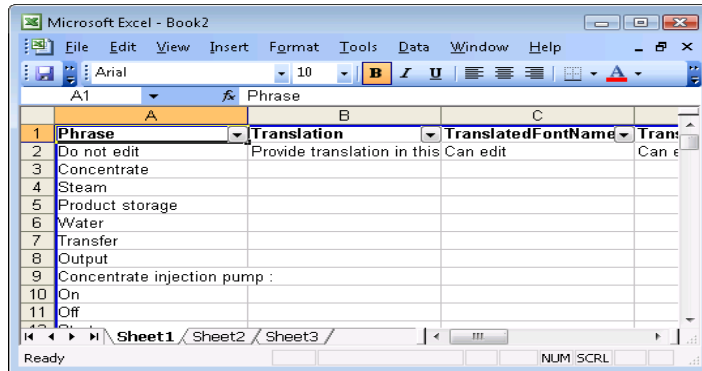 Microsoft Excel - Book2
File Edit View Insert Format Tools Data Window Help
Arial 10 B I U A
A1 fx Phrase
A B C
1 Phrase Translation TranslatedFontName Trans
2 Do not edit Provide translation in this Can edit Can e
3 Concentrate
4 Steam
5 Product storage
6 Water
7 Transfer
8 Output
9 Concentrate injection pump :
10 On
11 Off
Sheet1 Sheet2 Sheet3
Ready NUM SCRL